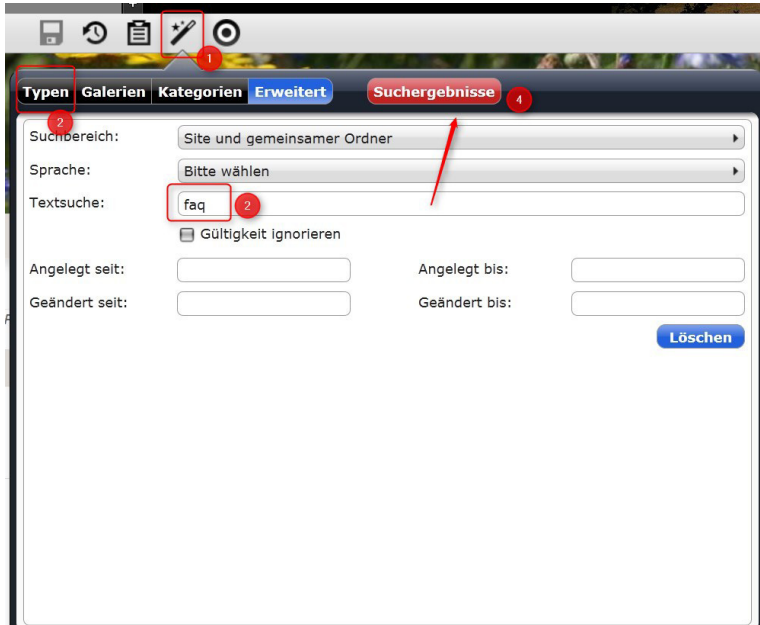 1
Typen Galerien Kategorien Erweitert Suchergebnisse 4
2
Suchbereich: Site und gemeinsamer Ordner
Sprache: Bitte wählen
Textsuche: faq 2
Gültigkeit ignorieren
Angelegt seit: Angelegt bis:
Geändert seit: Geändert bis:
Löschen